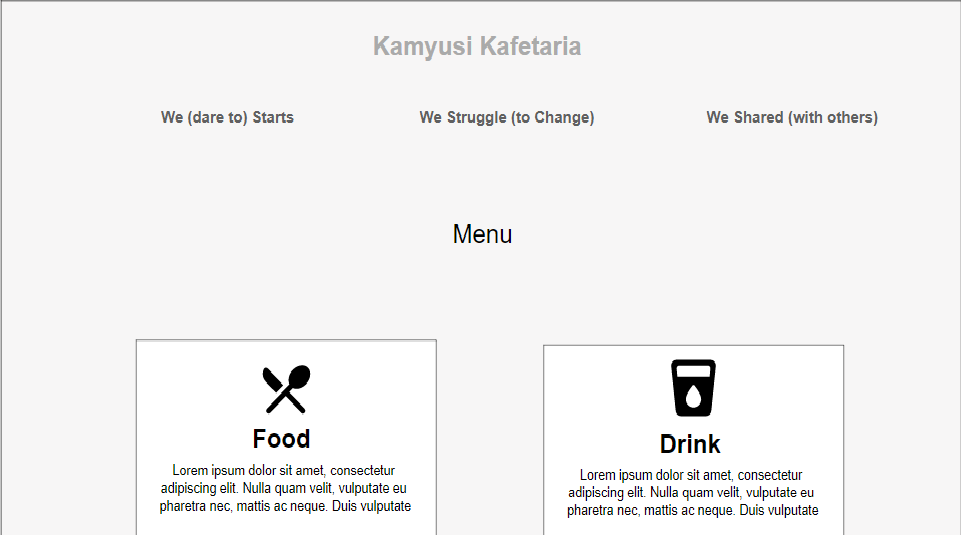 Kamyusi Kafetaria
We (dare to) Starts
We Struggle (to Change)
We Shared (with others)
Menu
Food
Lorem ipsum dolor sit amet, consectetur
adipiscing elit. Nulla quam velit, vulputate eu
pharetra nec, mattis ac neque. Duis vulputate
Drink
Lorem ipsum dolor sit amet, consectetur
adipiscing elit. Nulla quam velit, vulputate eu
pharetra nec, mattis ac neque. Duis vulputate